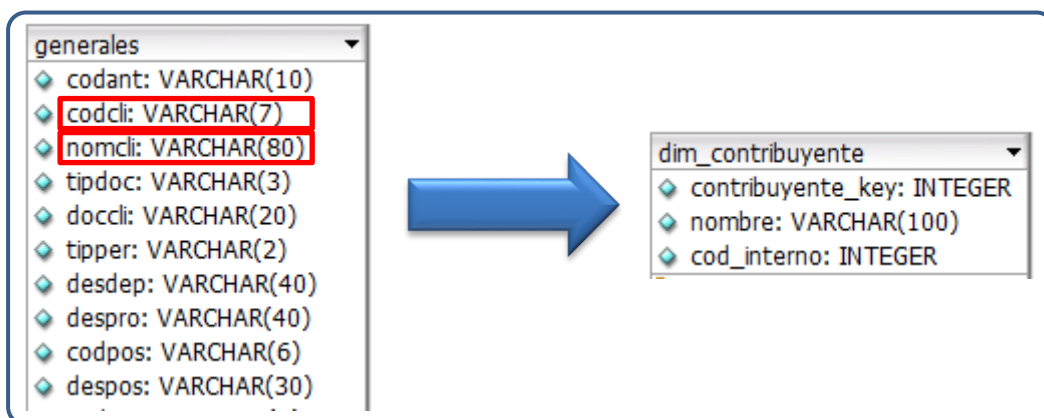 generales
codant: VARCHAR(10)
codcli: VARCHAR(7)
nomcli: VARCHAR(80)
tipdoc: VARCHAR(3)
doccli: VARCHAR(20)
tipper: VARCHAR(2)
desdep: VARCHAR(40)
despro: VARCHAR(40)
codpos: VARCHAR(6)
despos: VARCHAR(30)
dim_contribuyente
contribuyente_key: INTEGER
nombre: VARCHAR(100)
cod_interno: INTEGER